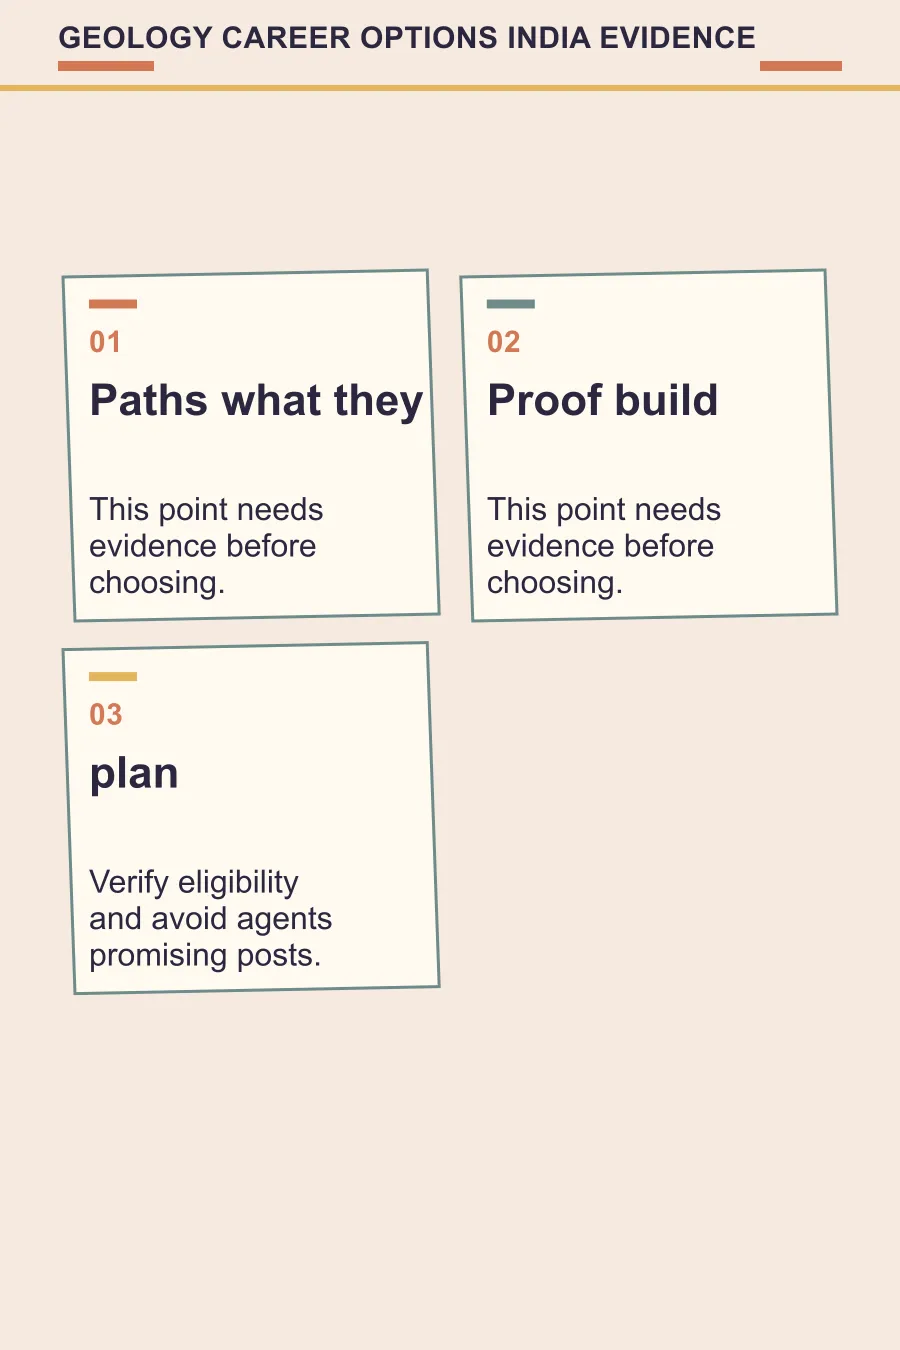 GEOLOGY CAREER OPTIONS INDIA EVIDENCE
01
Paths what they
This point needs
evidence before
choosing.
02
Proof build
This point needs
evidence before
choosing.
03
plan
Verify eligibility
and avoid agents
promising posts.